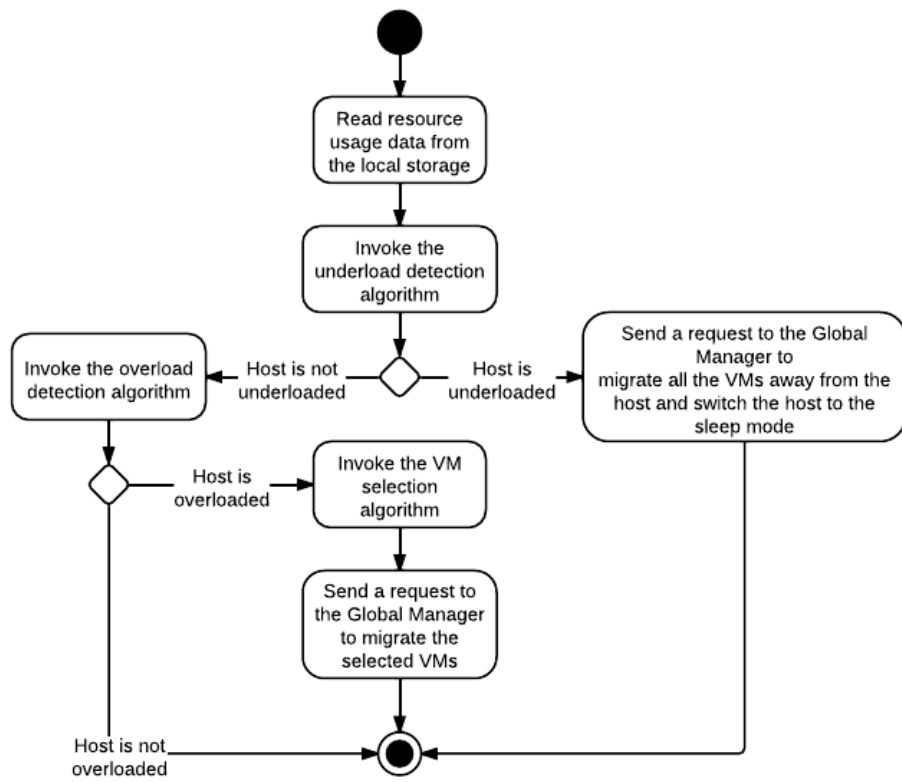 Read resource
usage data from
the local storage
Invoke the
underload detection
algorithm
Host is not
underloaded
Host is
underloaded
Send a request to the Global
Manager to
migrate all the VMs away from the
host and switch the host to the
sleep mode
Invoke the overload
detection algorithm
Host is
overloaded
Invoke the VM
selection
algorithm
Send a request to
the Global Manager
to migrate the
selected VMs
Host is not
overloaded